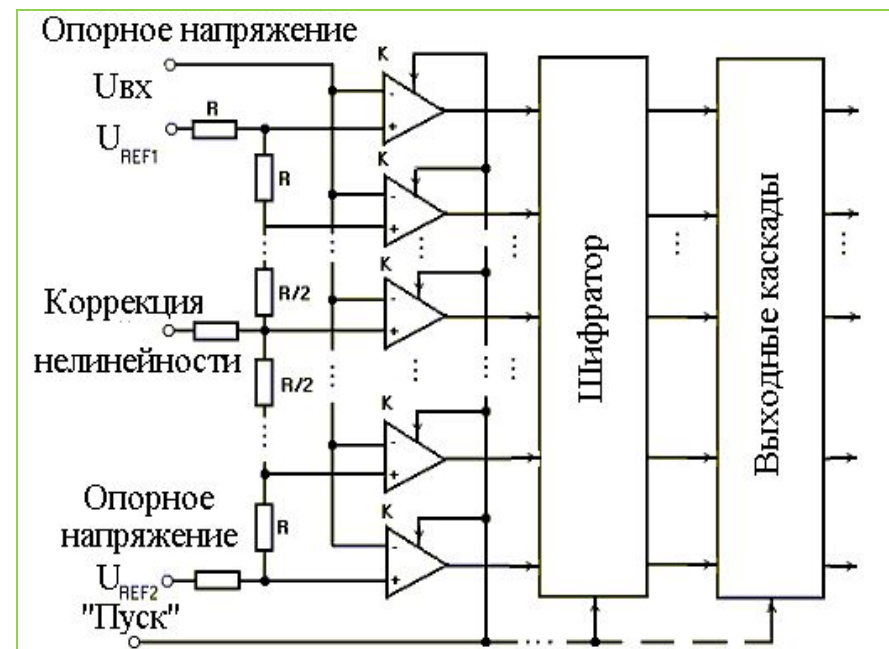 Опорное напряжение
Uвх
R
U REF1
K
-
+
R
K
-
+
R/2
K
-
+
Коррекция
нелинейности
R/2
K
-
+
Опорное
напряжение
R
K
-
+
U REF2
"Пуск"
Шифратор
Выходные каскады